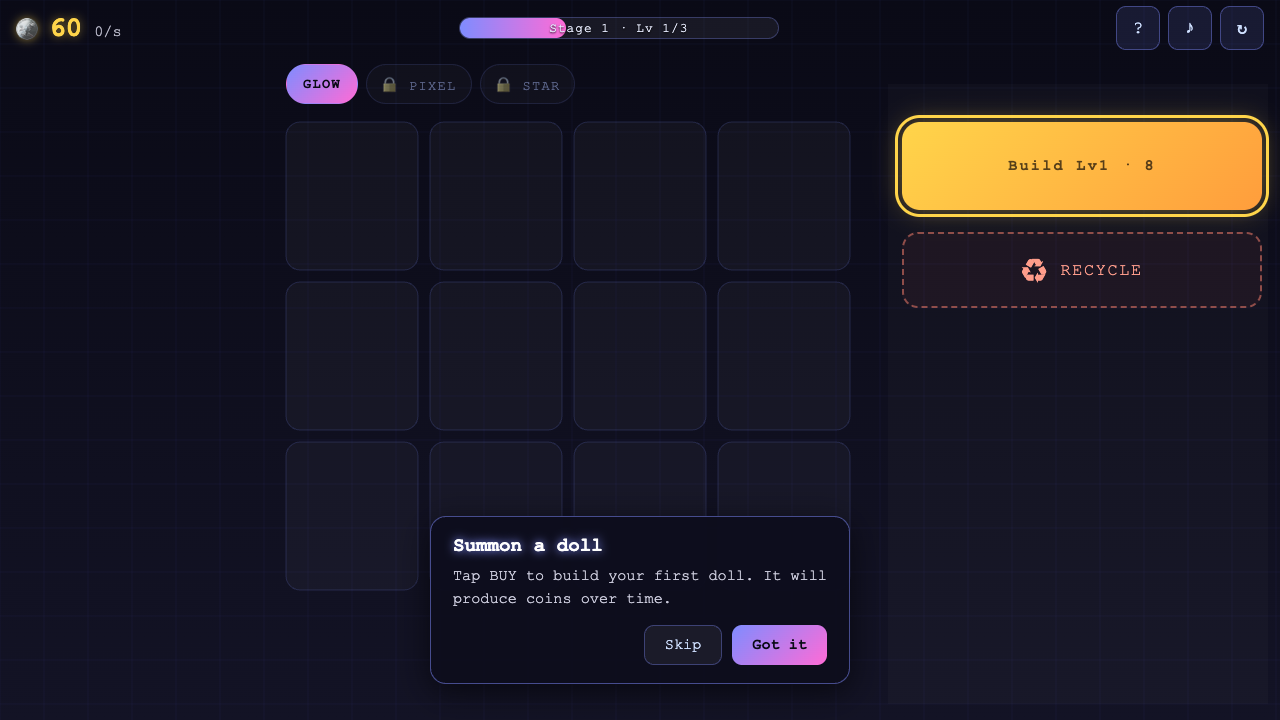 60 0/s
Stage 1 · Lv 1/3
? ♪ ↻
GLOW PIXEL STAR
Build Lv1 · 8
RECYCLE
Summon a doll
Tap BUY to build your first doll. It will
produce coins over time.
Skip Got it